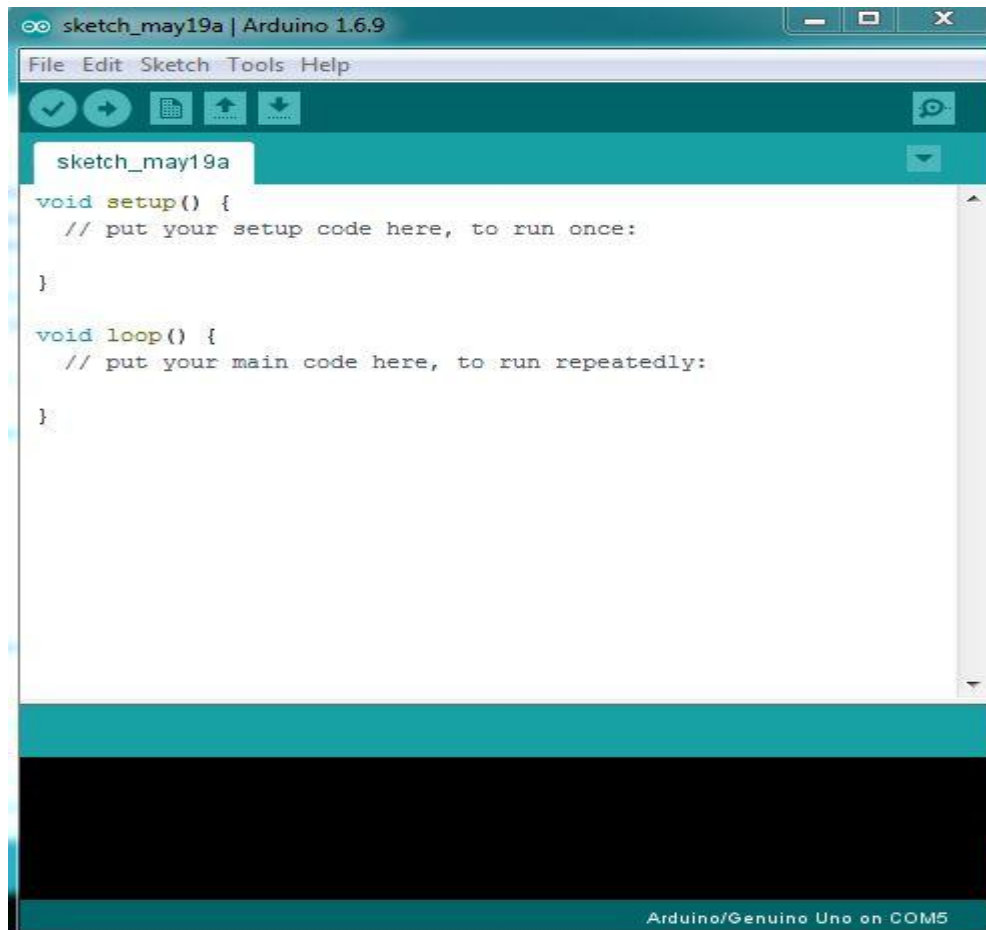 sketch_may19a | Arduino 1.6.9
File Edit Sketch Tools Help
sketch_may19a
void setup() {
  // put your setup code here, to run once:
}
void loop() {
  // put your main code here, to run repeatedly:
}
Arduino/Genuino Uno on COM5